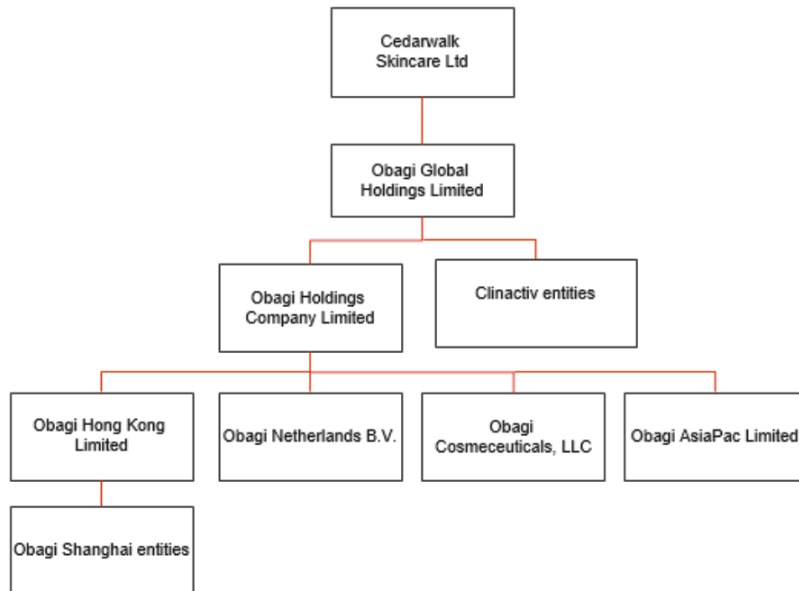 Cedarwalk
Skincare Ltd
Obagi Global
Holdings Limited
Obagi Holdings
Company Limited
Clinactiv entities
Obagi Hong Kong
Limited
Obagi Netherlands B.V.
Obagi
Cosmeceuticals, LLC
Obagi AsiaPac Limited
Obagi Shanghai entities